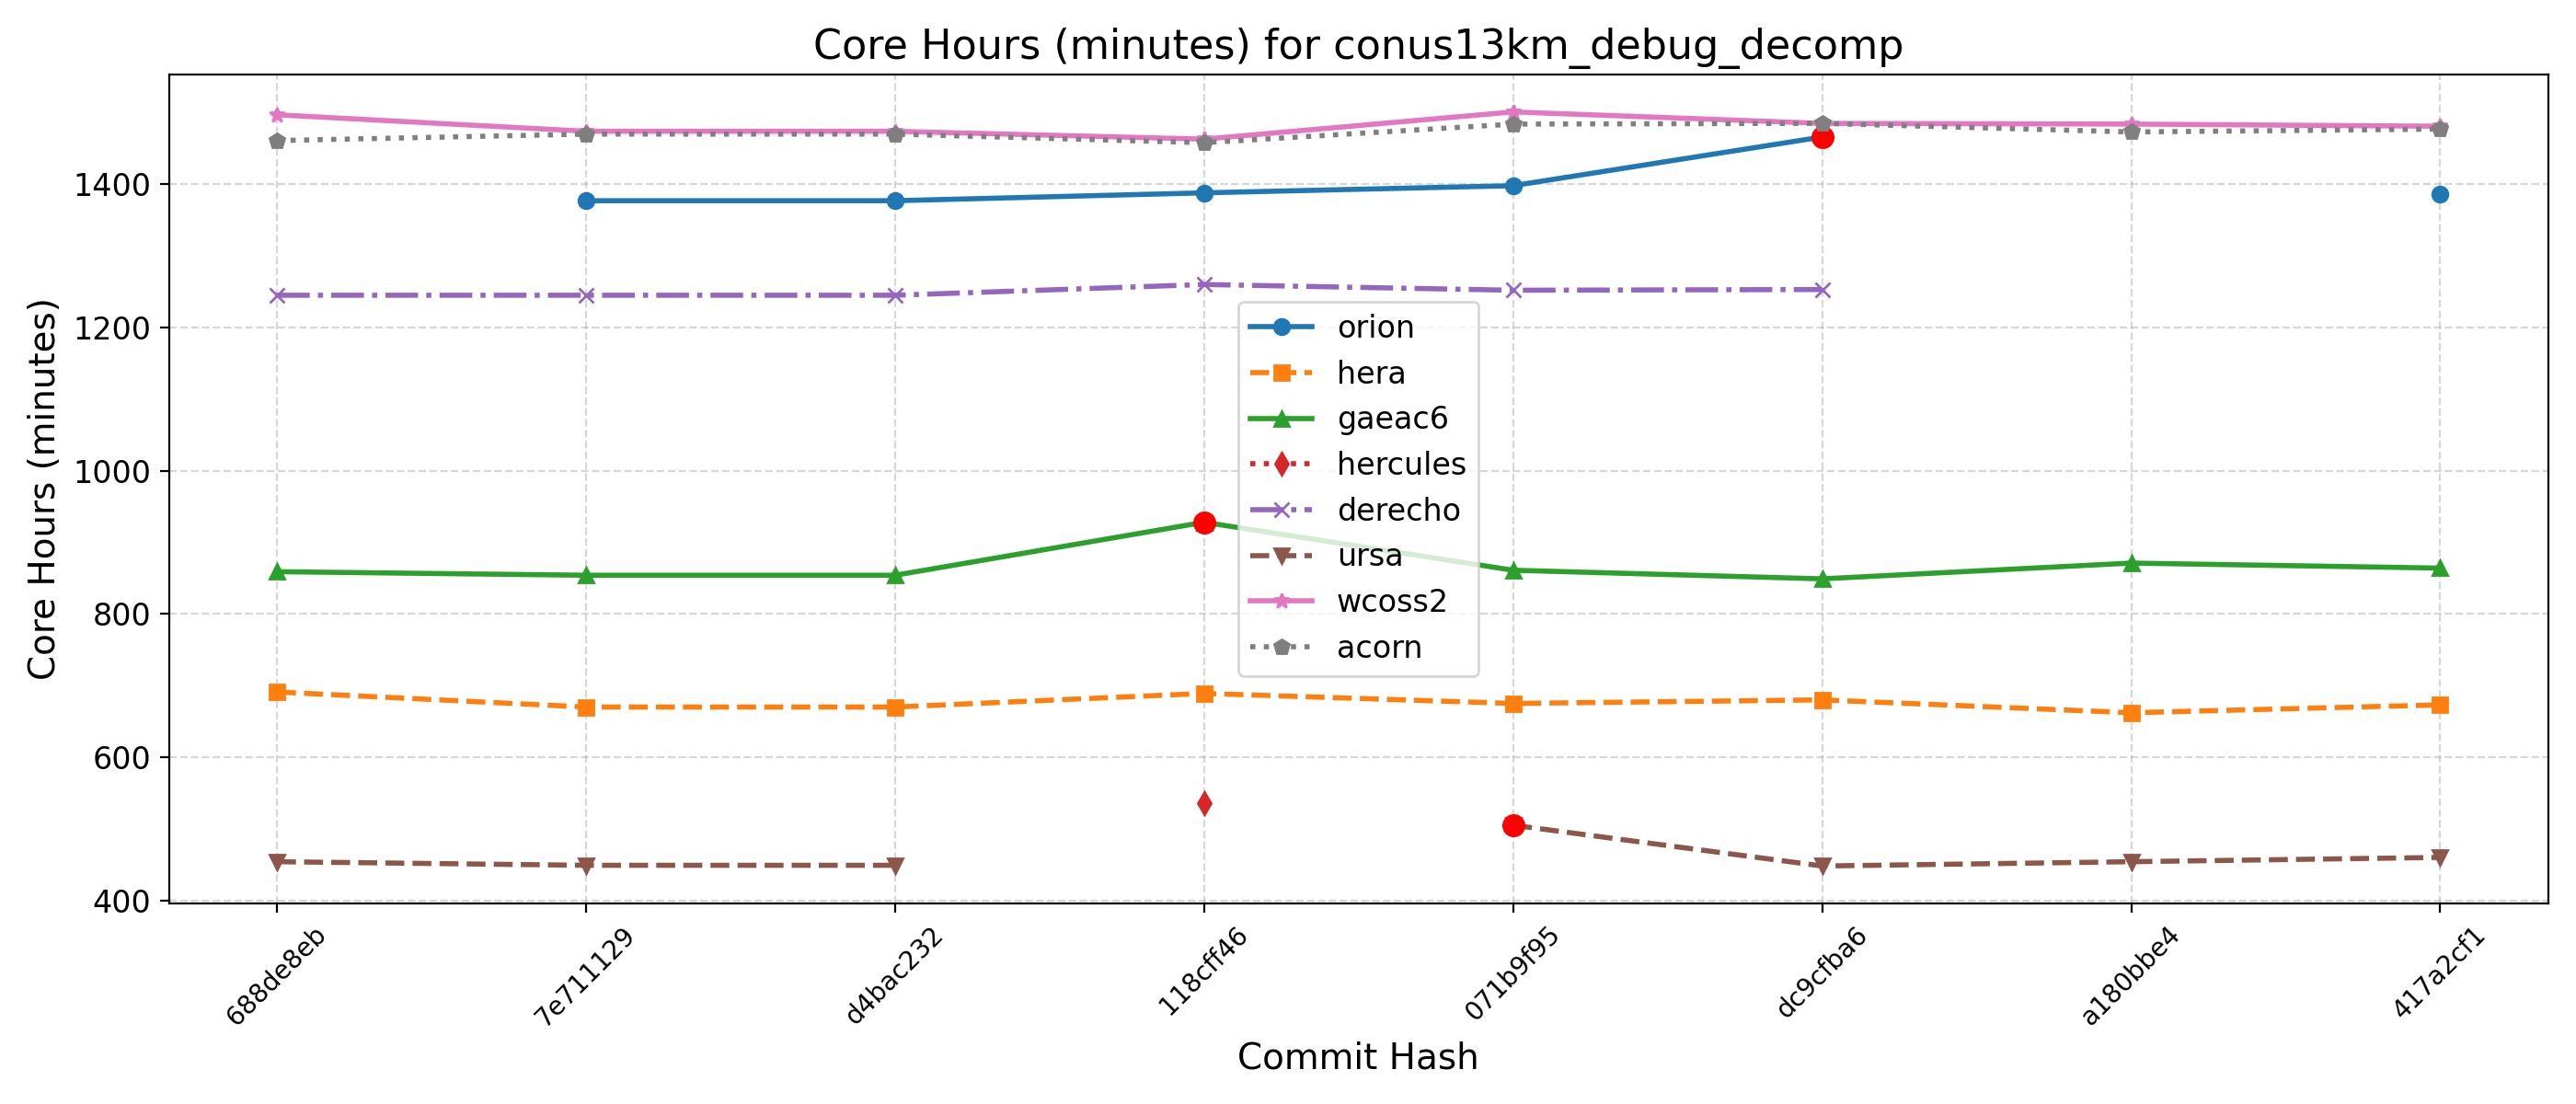 Core Hours (minutes) for conus13km_debug_decomp
Core Hours (minutes)
1400
1200
1000
800
600
400
orion
hera
gaeac6
hercules
derecho
ursa
wcoss2
acorn
688de8eb
7e711129
d4bac232
118cff46
071b9f95
dc9cfba6
a180bbe4
417a2cf1
Commit Hash